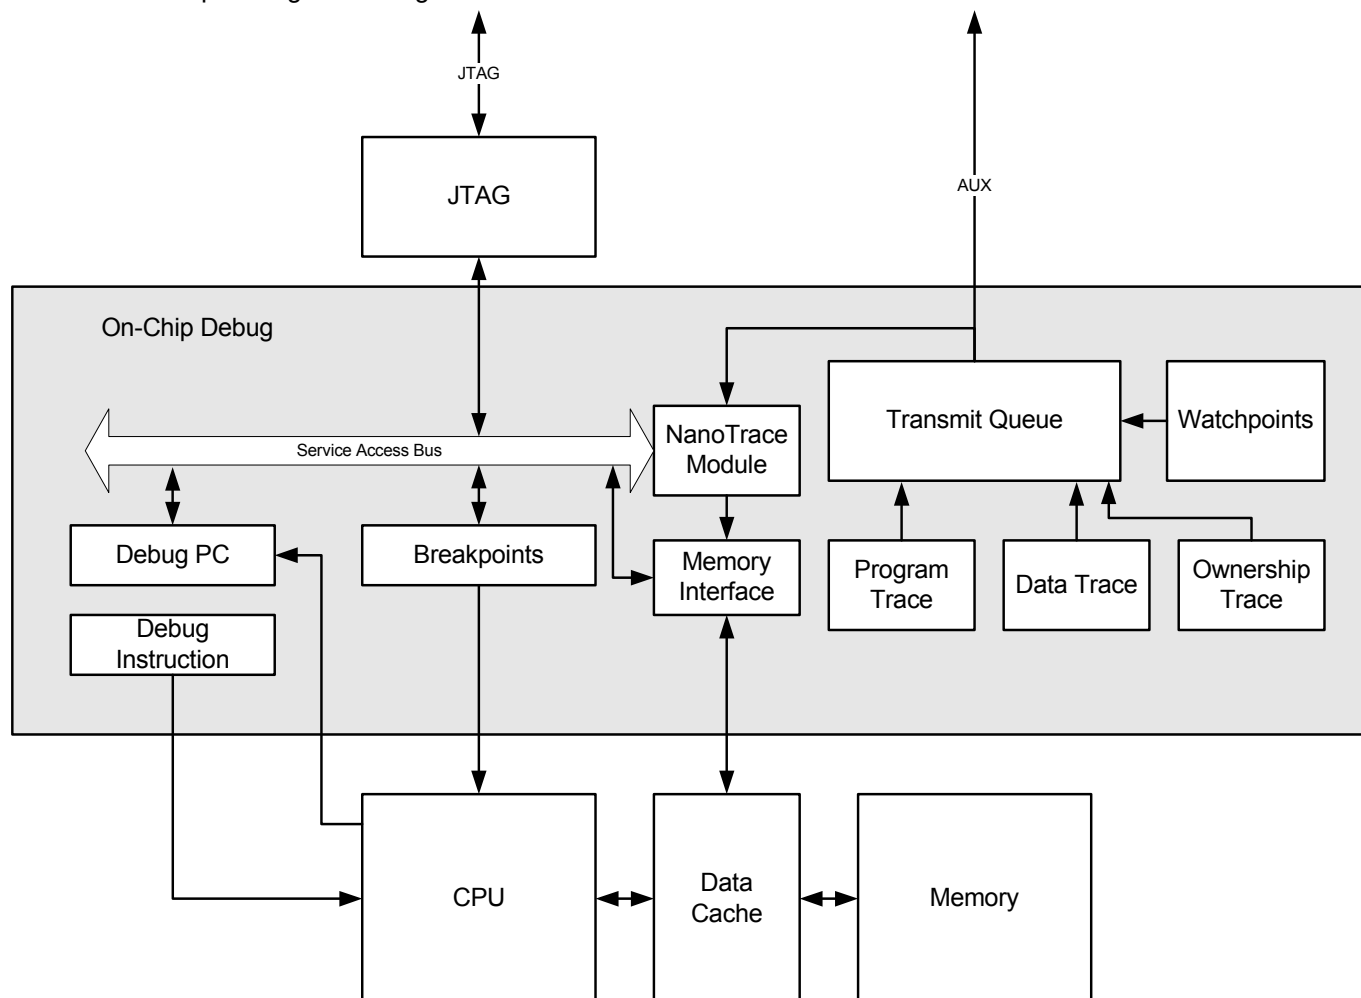 JTAG
JTAG
AUX
On-Chip Debug
Transmit Queue
Watchpoints
NanoTrace
Module
Service Access Bus
Debug PC
Breakpoints
Memory
Interface
Program
Trace
Data Trace
Ownership
Trace
Debug
Instruction
CPU
Data
Cache
Memory